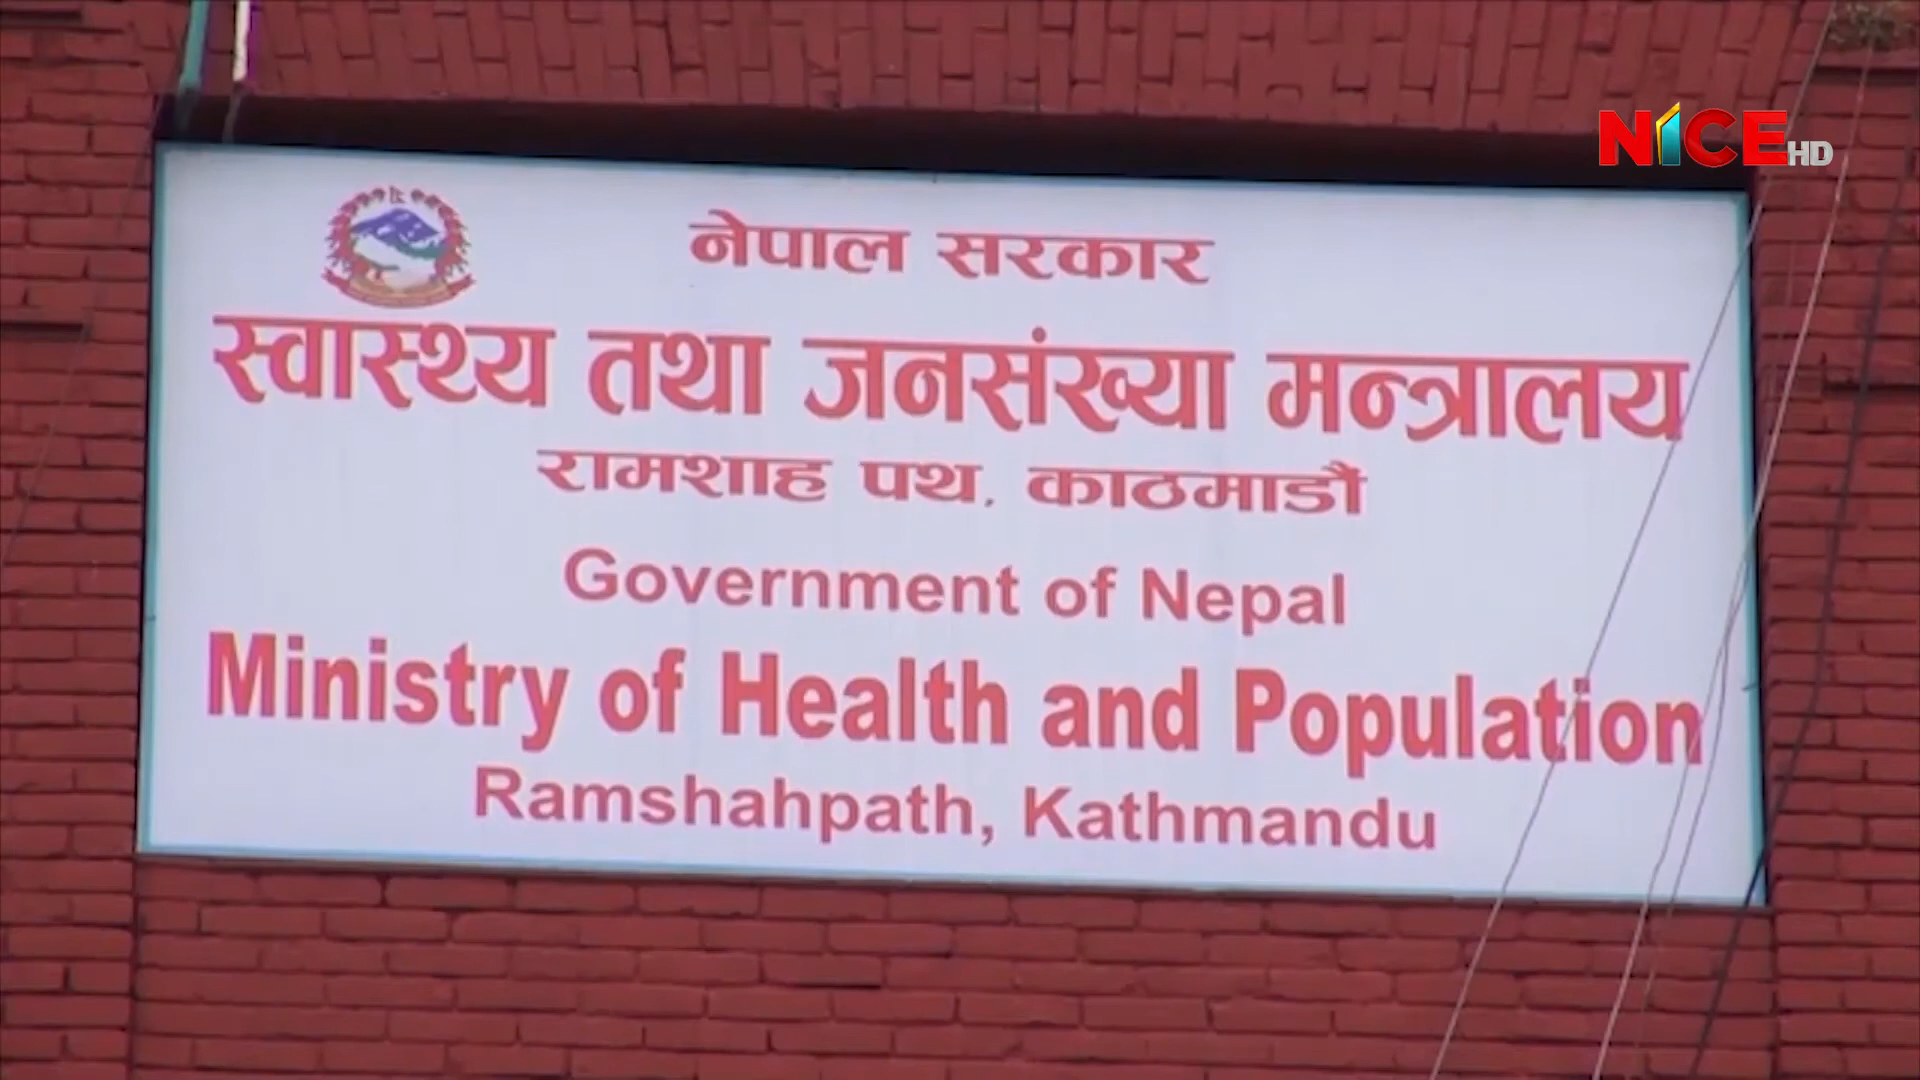 NICE HD
नेपाल सरकार
स्वास्थ्य तथा जनसंख्या मन्त्रालय
रामशाह पथ, काठमाडौं
Government of Nepal
Ministry of Health and Population
Ramshahpath, Kathmandu